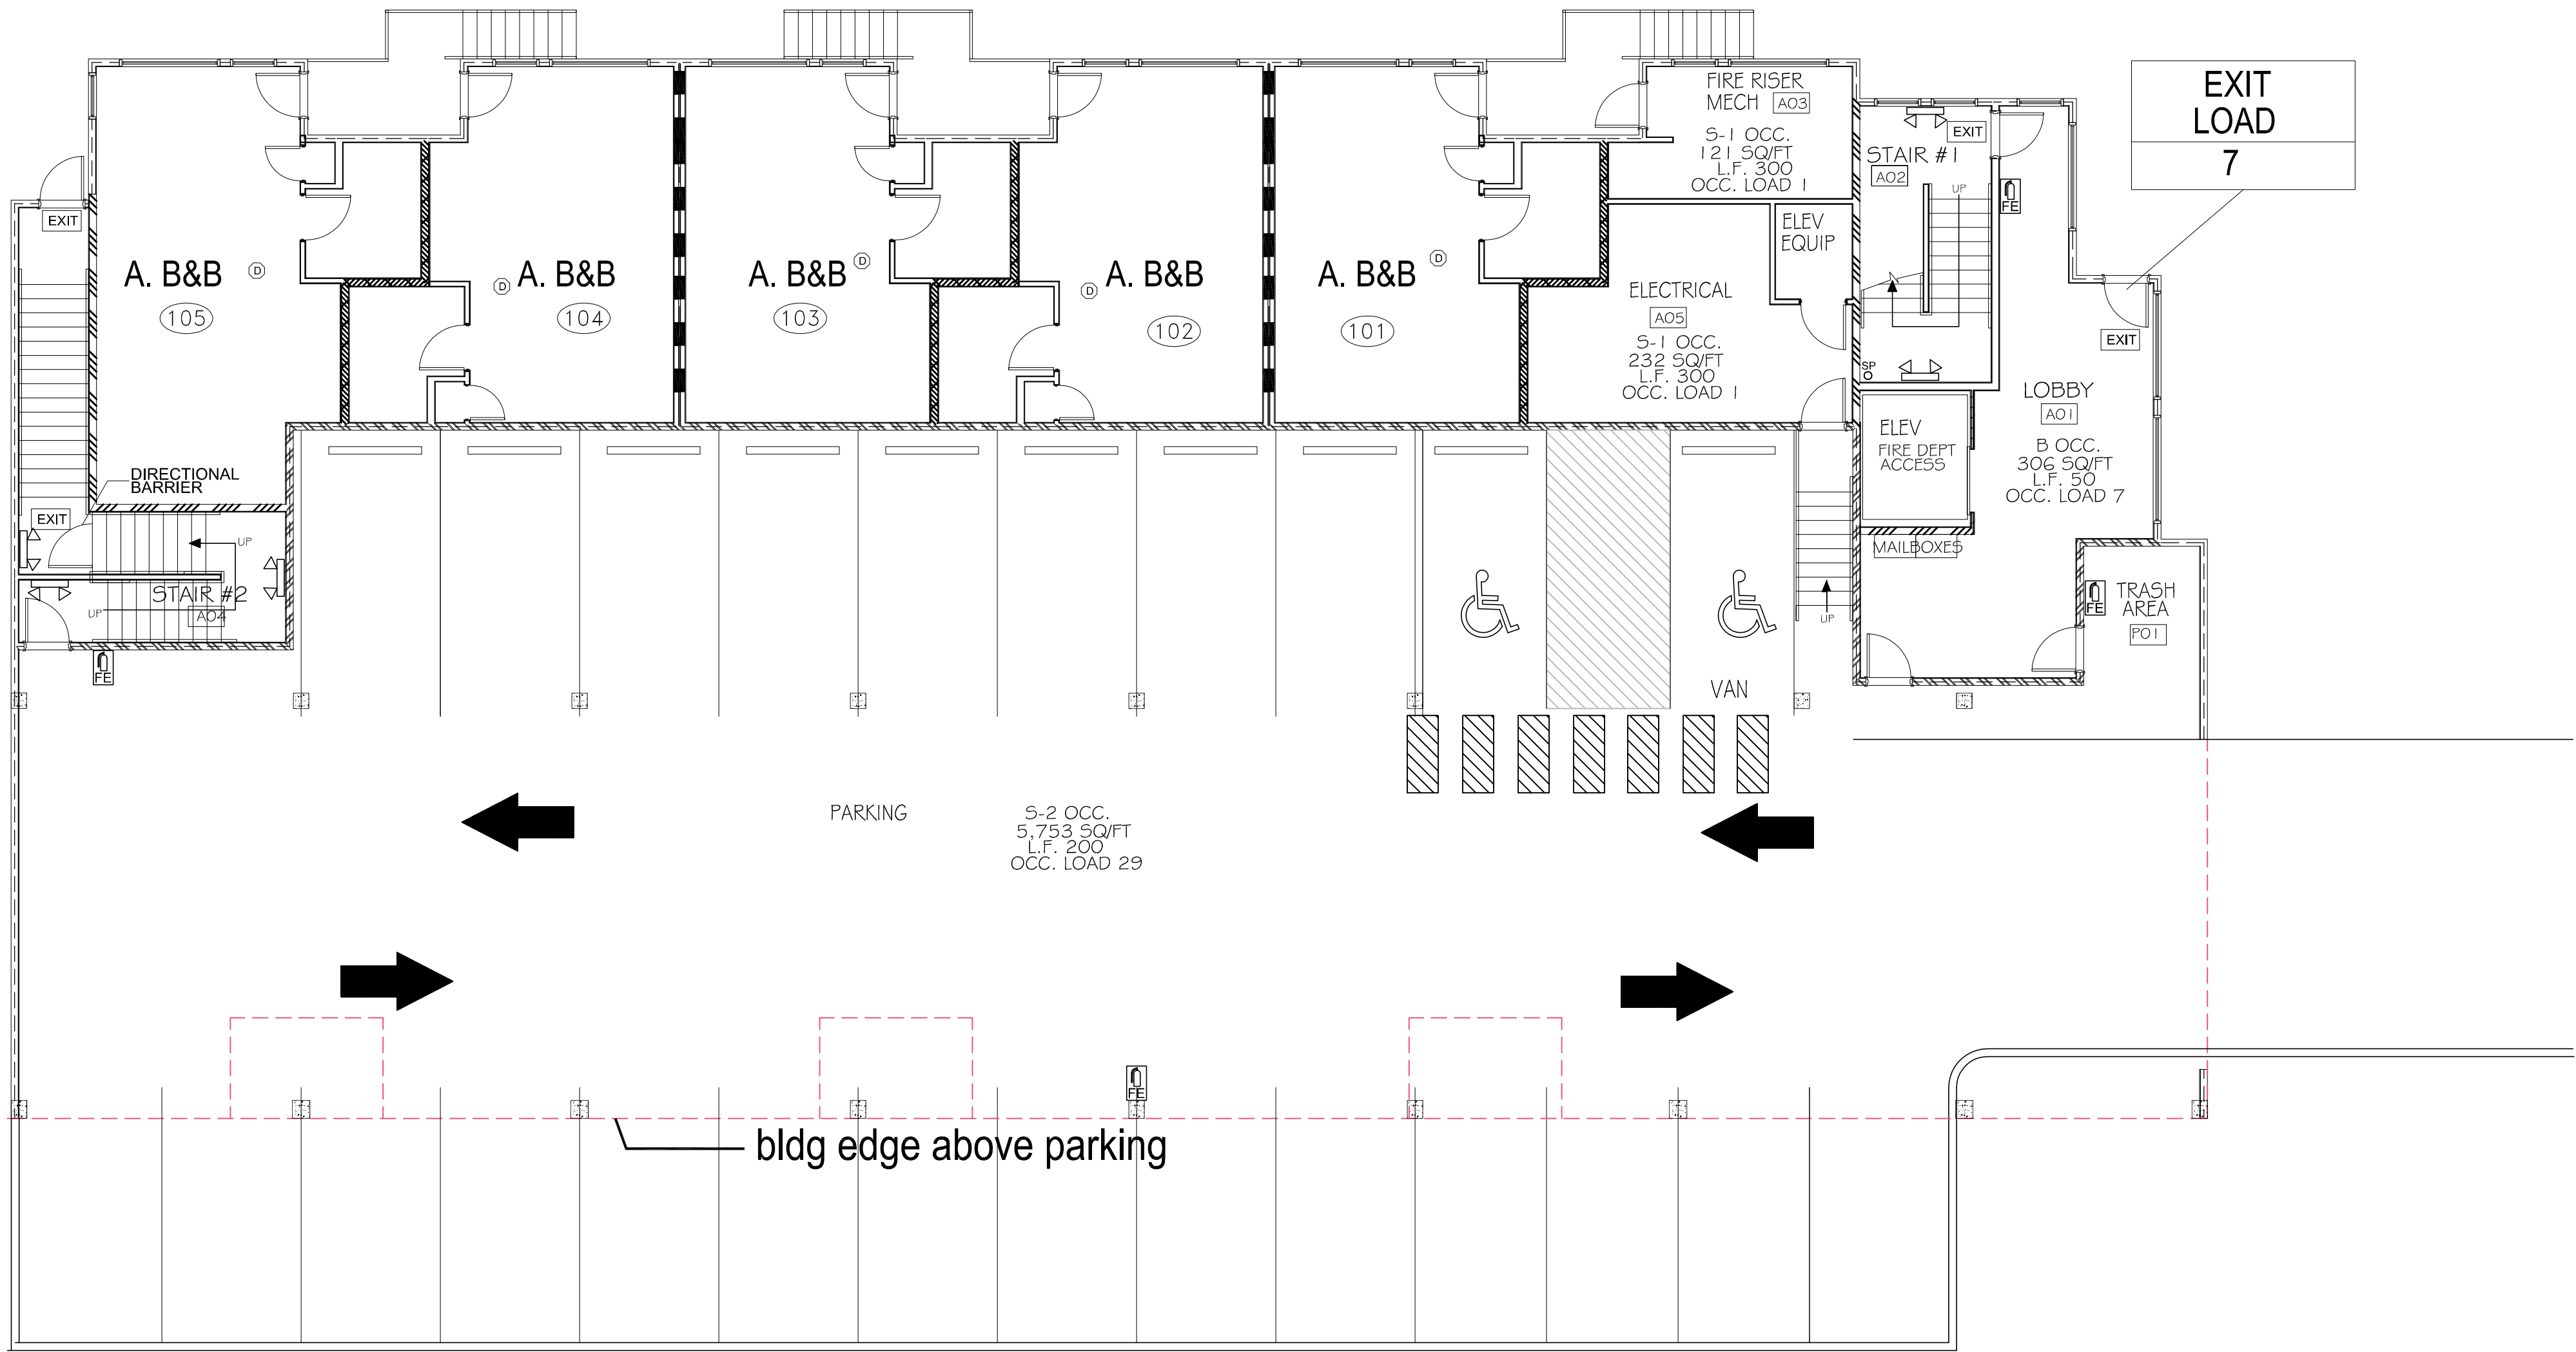 FIRE RISER
MECH A03
S-1 OCC.
121 SQ/FT
L.F. 300
OCC. LOAD 1
EXIT
LOAD
7
EXIT
STAIR #1
A02
UP
FE
EXIT
ELEV
EQUIP
A. B&B
D
105
D
A. B&B
104
A. B&B
D
103
D
A. B&B
102
A. B&B
D
101
ELECTRICAL
A05
S-1 OCC.
232 SQ/FT
L.F. 300
OCC. LOAD 1
EXIT
SP
LOBBY
A01
B OCC.
306 SQ/FT
L.F. 50
OCC. LOAD 7
ELEV
FIRE DEPT
ACCESS
DIRECTIONAL
BARRIER
EXIT
UP
MAILBOXES
STAIR #2
UP
A04
UP
FE
TRASH
AREA
P01
FE
VAN
PARKING
S-2 OCC.
5,753 SQ/FT
L.F. 200
OCC. LOAD 29
FE
bldg edge above parking